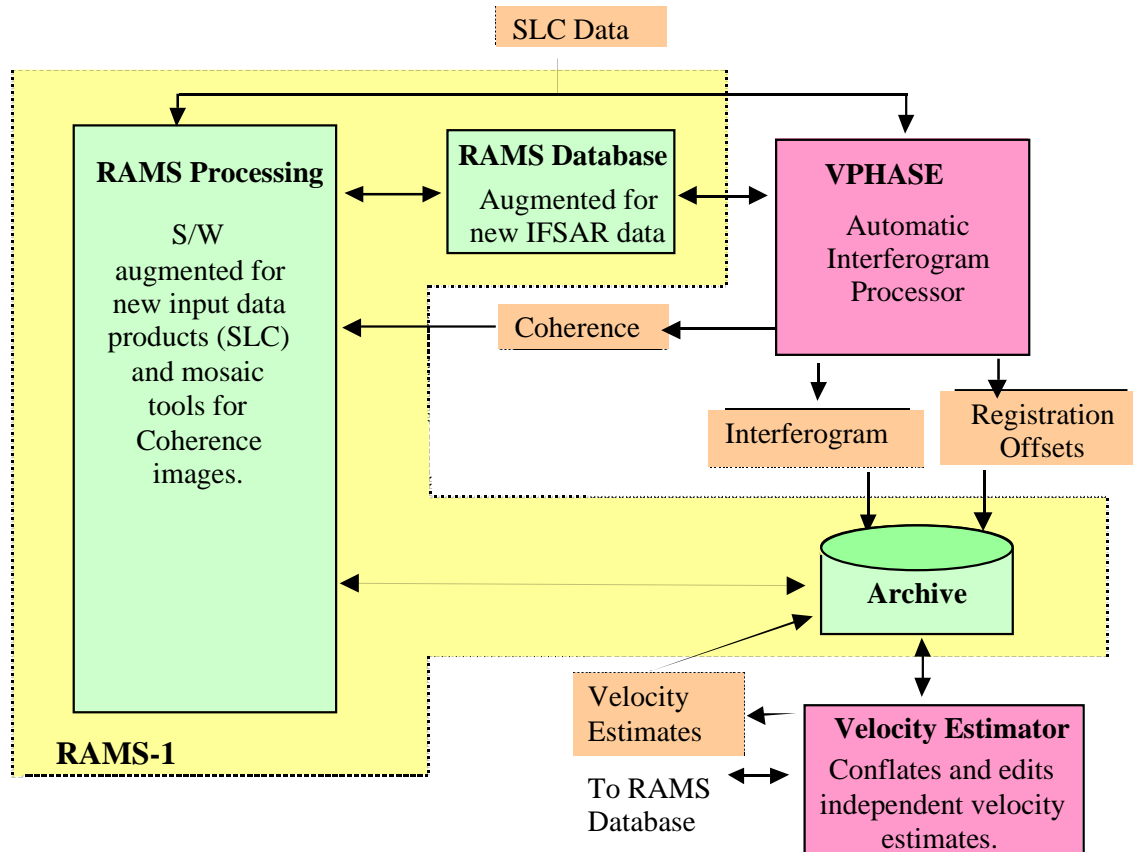 SLC Data
RAMS Processing
S/W
augmented for
new input data
products (SLC)
and mosaic
tools for
Coherence
images.
RAMS Database
Augmented for
new IFSAR data
VPHASE
Automatic
Interferogram
Processor
Coherence
Interferogram
Registration
Offsets
Archive
Velocity
Estimates
To RAMS
Database
Velocity Estimator
Conflates and edits
independent velocity
estimates.
RAMS-1